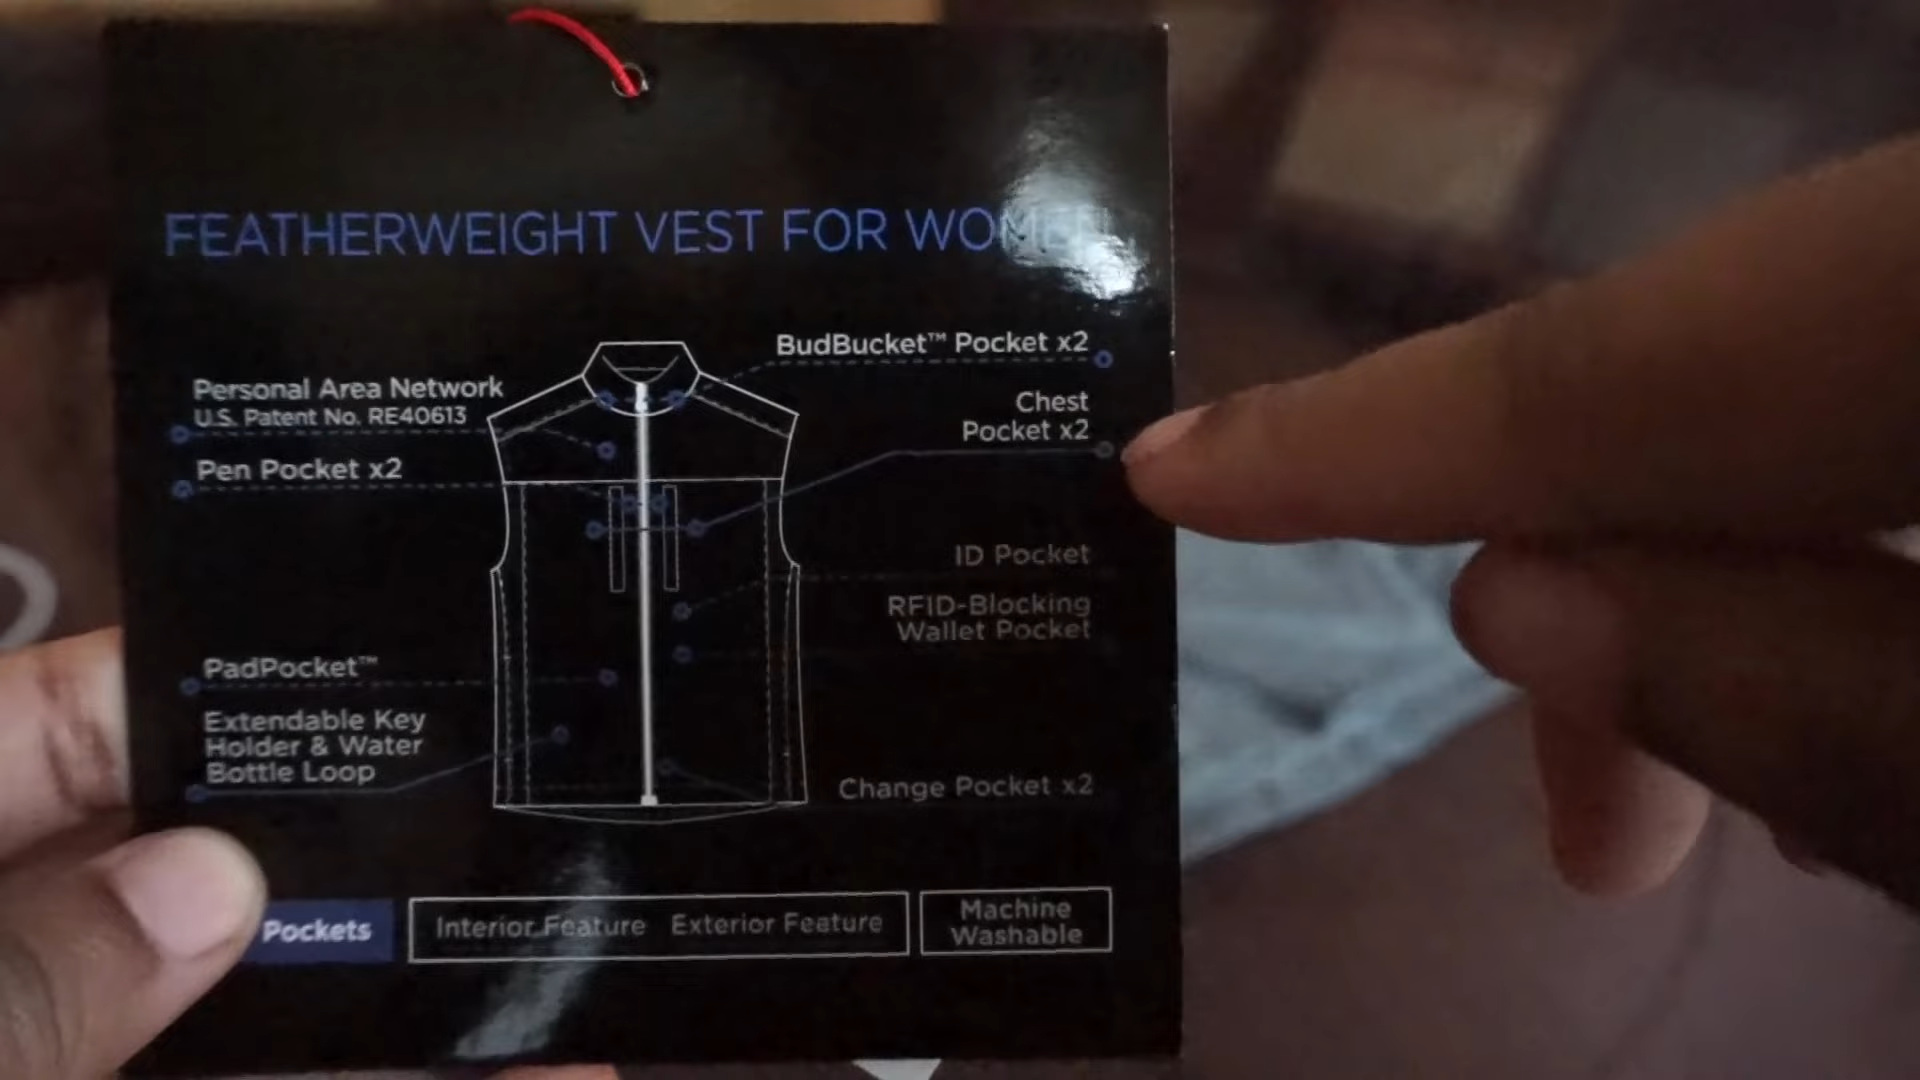 FEATHERWEIGHT VEST FOR WOMEN
BudBucket™ Pocket x2
Personal Area Network
U.S. Patent No. RE40613
Chest
Pocket x2
Pen Pocket x2
ID Pocket
RFID-Blocking
Wallet Pocket
PadPocket™
Extendable Key
Holder & Water
Bottle Loop
Change Pocket x2
Pockets
Interior Feature Exterior Feature
Machine
Washable